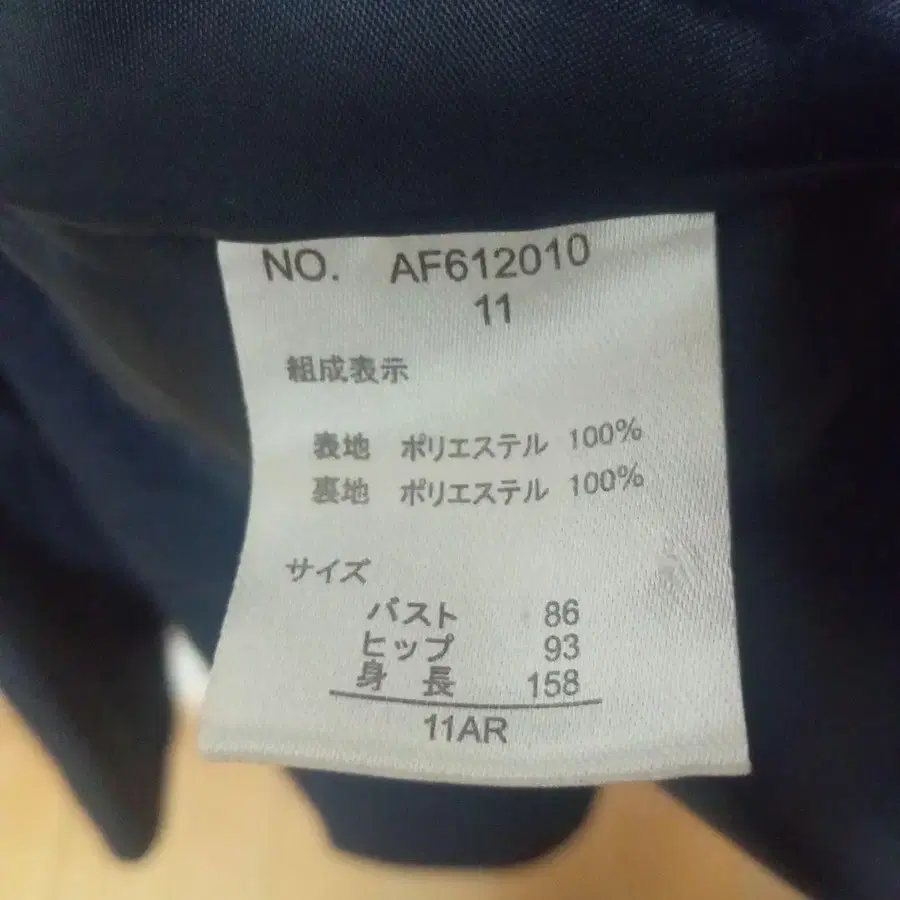 NO. AF612010
11
組成表示
表地 ポリエステル 100%
裏地 ポリエステル 100%
サイズ
バスト 86
ヒップ 93
身 長 158
11AR